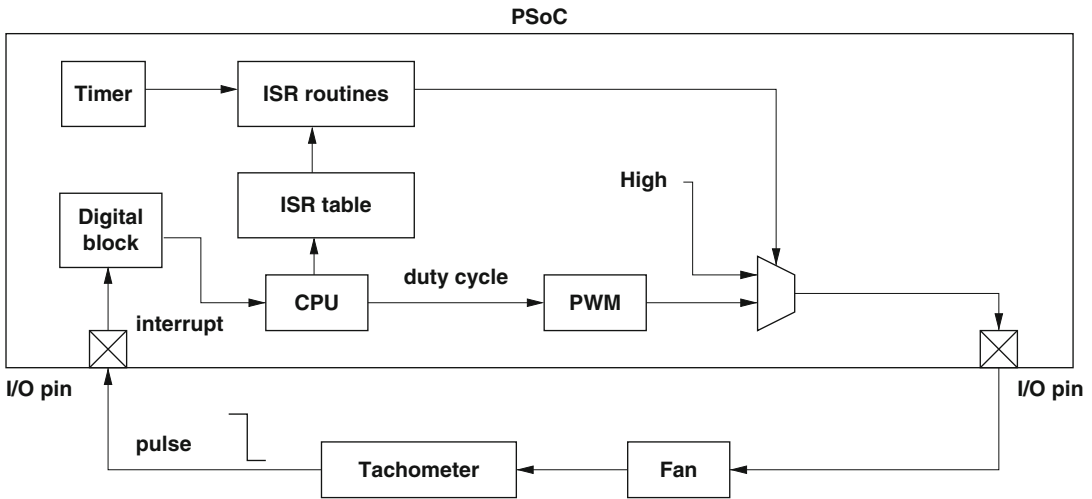 PSoC
Timer
ISR routines
High
ISR table
Digital
block
duty cycle
CPU
PWM
interrupt
I/O pin
I/O pin
pulse
Tachometer
Fan